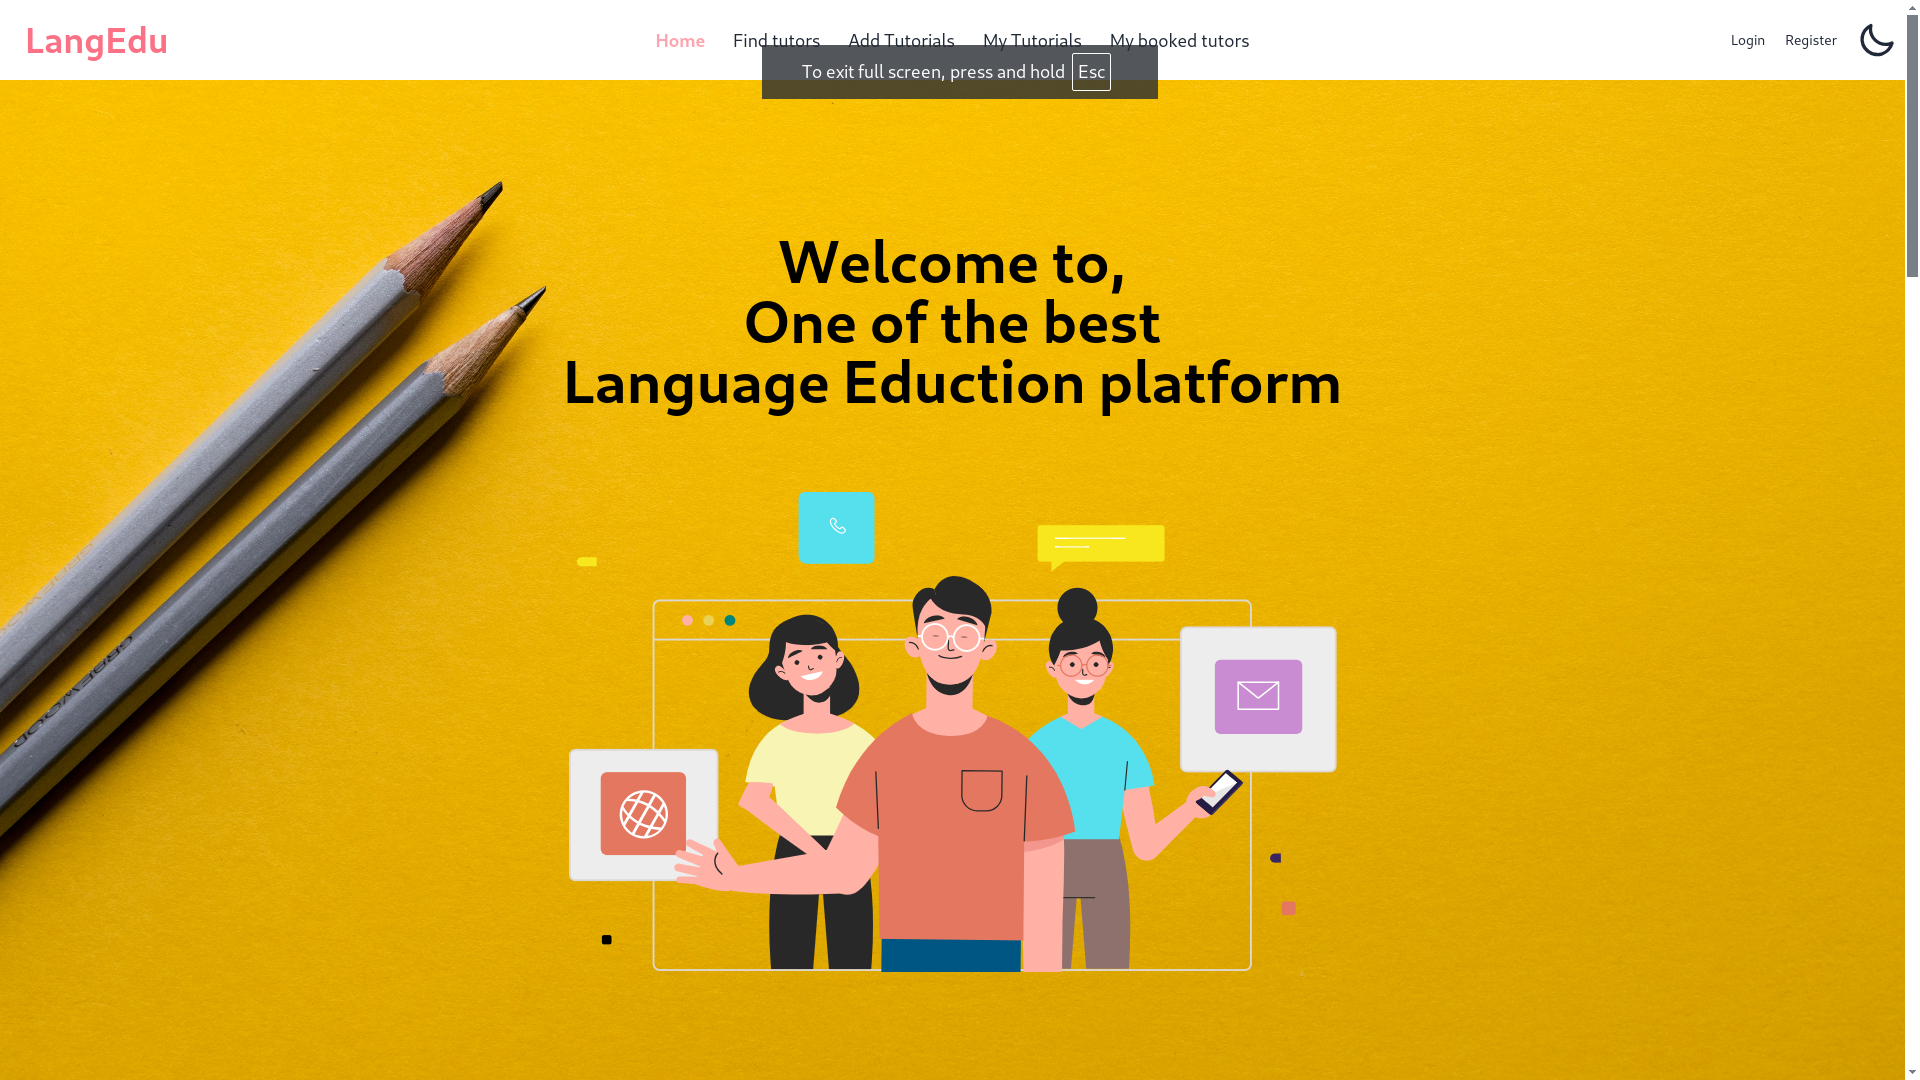 LangEdu
Home Find tutors Add Tutorials My Tutorials My booked tutors
Login Register
To exit full screen, press and hold Esc
Welcome to,
One of the best
Language Eduction platform